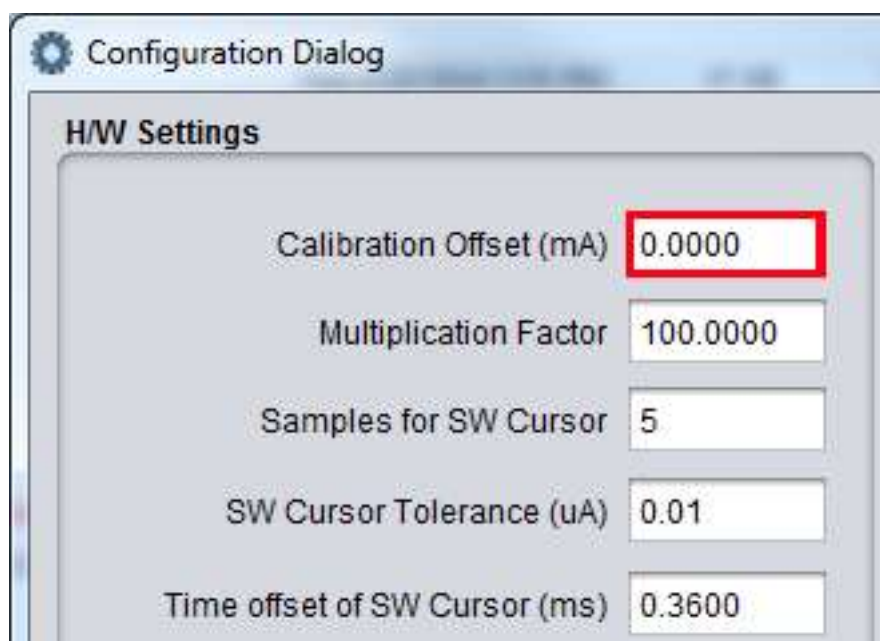 Configuration Dialog
H/W Settings
Calibration Offset (mA) 0.0000
Multiplication Factor 100.0000
Samples for SW Cursor 5
SW Cursor Tolerance (uA) 0.01
Time offset of SW Cursor (ms) 0.3600